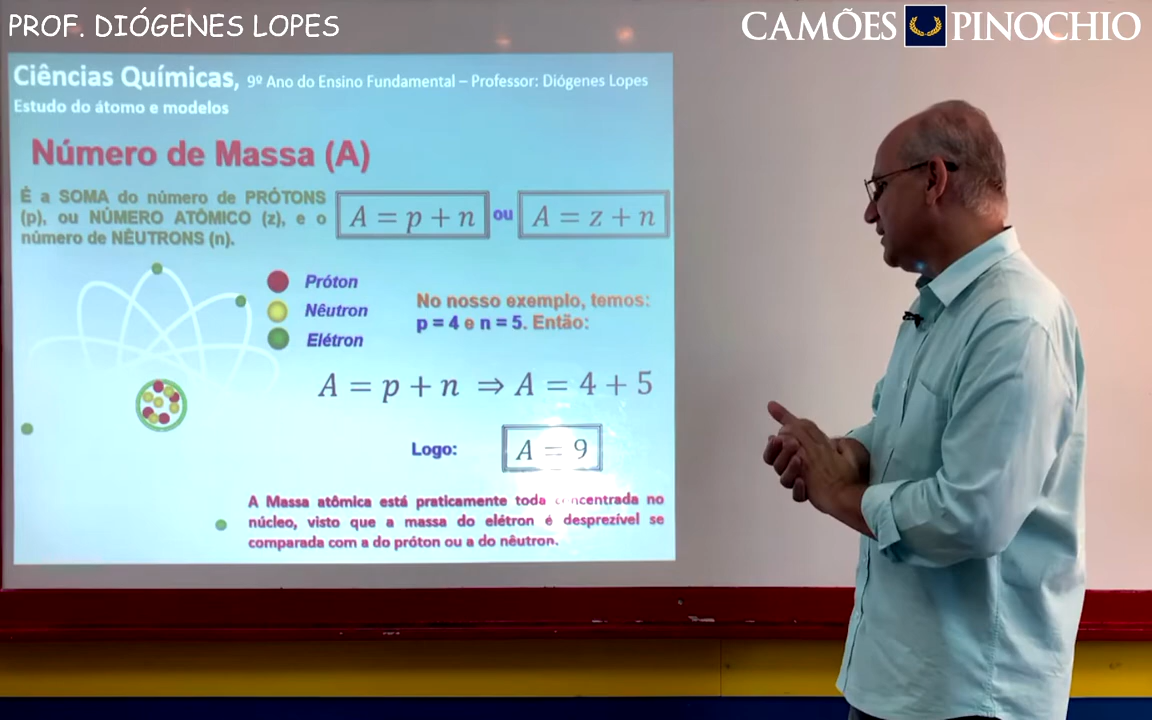 PROF. DIÓGENES LOPES
CAMÕES PINOCHIO
Ciências Químicas, 9º Ano do Ensino Fundamental – Professor: Diógenes Lopes
Estudo do átomo e modelos
Número de Massa (A)
É a SOMA do número de PRÓTONS
(p), ou NÚMERO ATÔMICO (z), e o
número de NÊUTRONS (n).
A = p + n ou A = z + n
Próton
Nêutron
Elétron
No nosso exemplo, temos:
p = 4 e n = 5. Então:
A = p + n ⇒ A = 4 + 5
Logo: A = 9
A Massa atômica está praticamente toda concentrada no
núcleo, visto que a massa do elétron é desprezível se
comparada com a do próton ou a do nêutron.